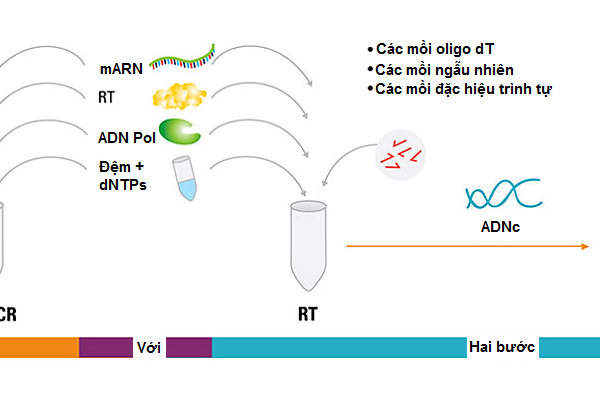 mARN
RT
ADN Pol
Đệm +
dNTPs
• Các mồi oligo dT
• Các mồi ngẫu nhiên
• Các mồi đặc hiệu trình tự
ADNc
CR
RT
Với
Hai bước